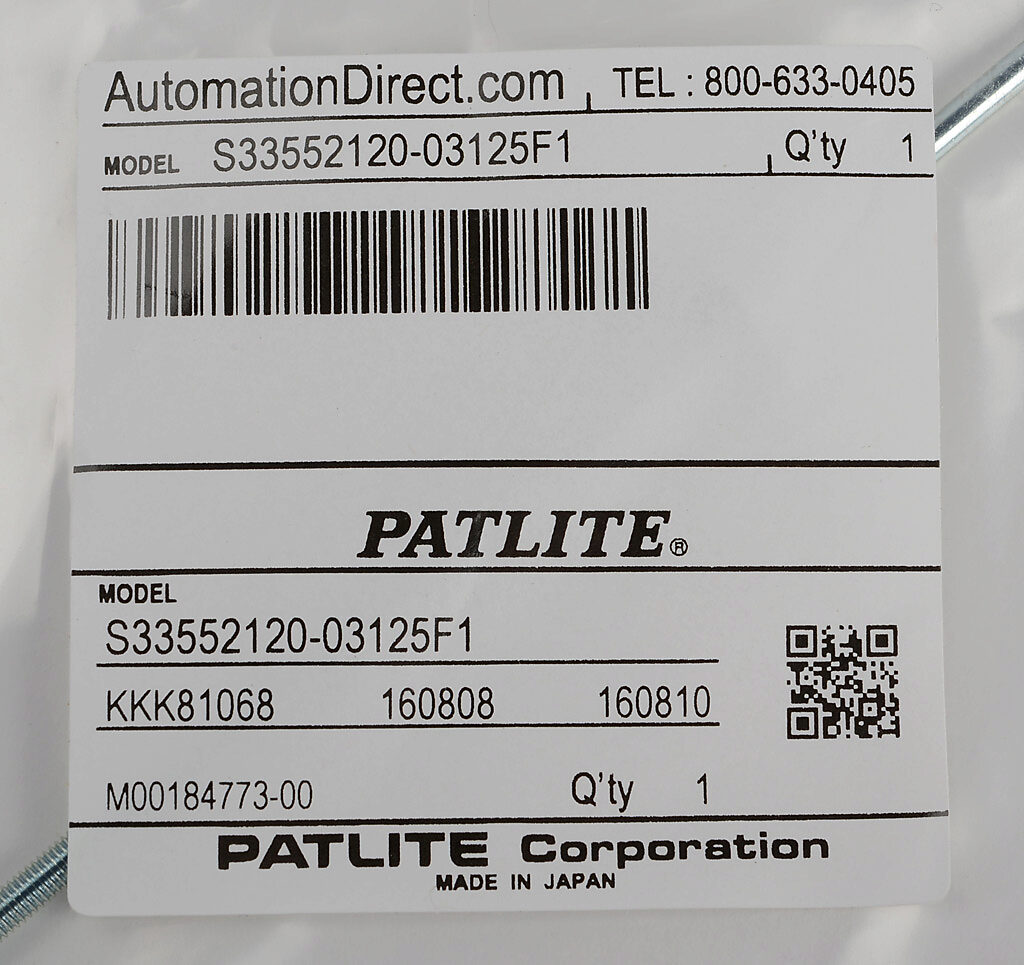 AutomationDirect.com TEL : 800-633-0405
MODEL S33552120-03125F1 Q'ty 1
PATLITE®
MODEL
S33552120-03125F1
KKK81068 160808 160810
M00184773-00 Q'ty 1
PATLITE Corporation
MADE IN JAPAN